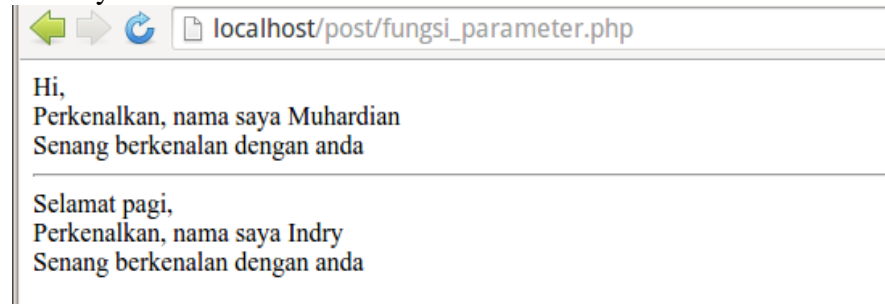 localhost/post/fungsi_parameter.php
Hi,
Perkenalkan, nama saya Muhardian
Senang berkenalan dengan anda
Selamat pagi,
Perkenalkan, nama saya Indry
Senang berkenalan dengan anda